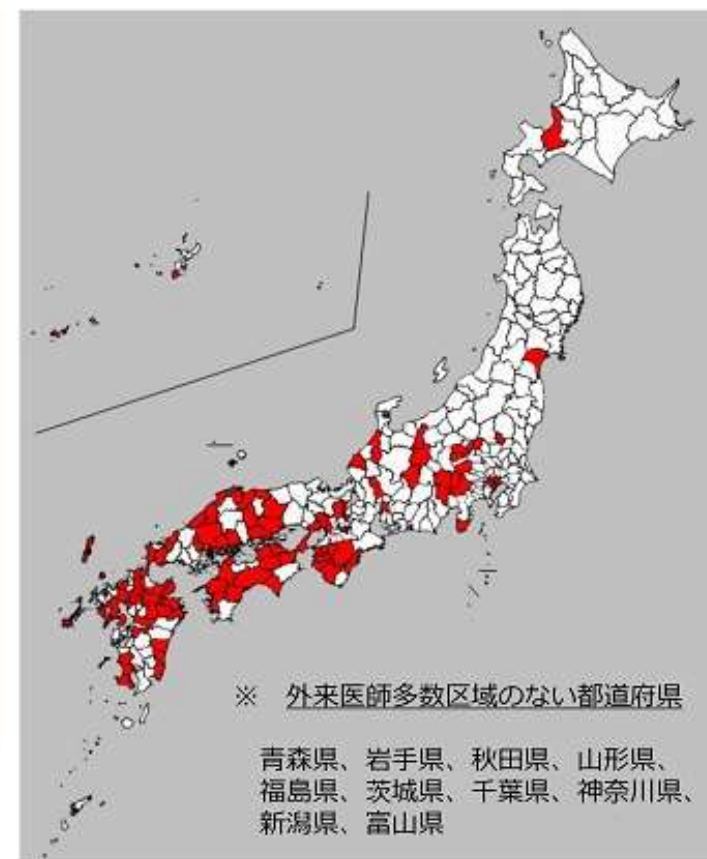 ※ 外来医師多数区域のない都道府県
青森県、岩手県、秋田県、山形県、
福島県、茨城県、千葉県、神奈川県、
新潟県、富山県